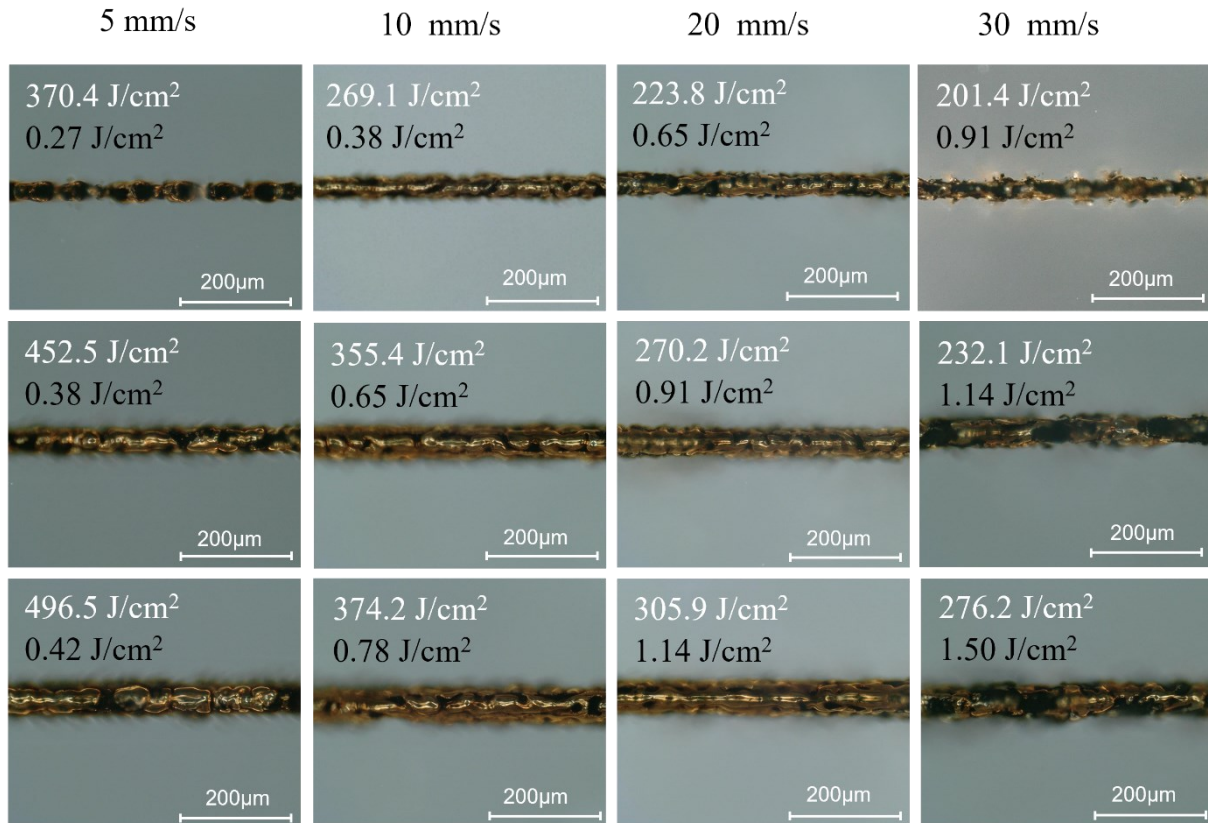 5 mm/s 10 mm/s 20 mm/s 30 mm/s
370.4 J/cm²
0.27 J/cm²
200μm
269.1 J/cm²
0.38 J/cm²
200μm
223.8 J/cm²
0.65 J/cm²
200μm
201.4 J/cm²
0.91 J/cm²
200μm
452.5 J/cm²
0.38 J/cm²
200μm
355.4 J/cm²
0.65 J/cm²
200μm
270.2 J/cm²
0.91 J/cm²
200μm
232.1 J/cm²
1.14 J/cm²
200μm
496.5 J/cm²
0.42 J/cm²
200μm
374.2 J/cm²
0.78 J/cm²
200μm
305.9 J/cm²
1.14 J/cm²
200μm
276.2 J/cm²
1.50 J/cm²
200μm